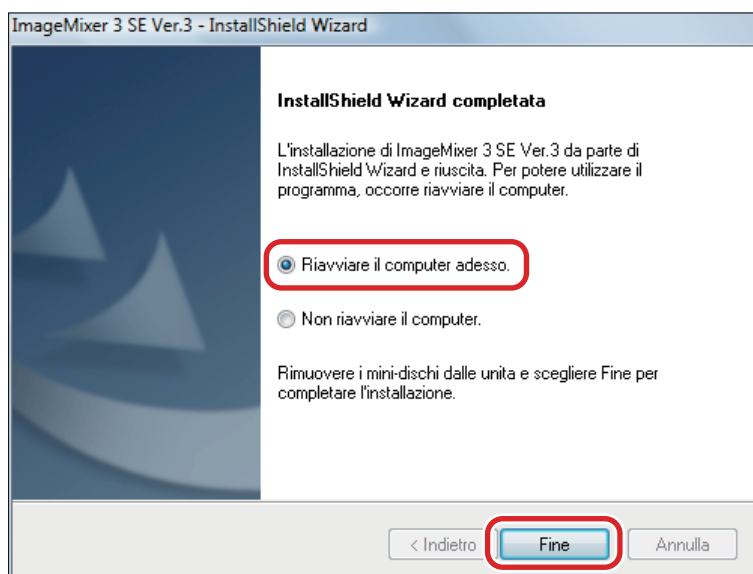 ImageMixer 3 SE Ver.3 - InstallShield Wizard
InstallShield Wizard completata
L'installazione di ImageMixer 3 SE Ver.3 da parte di
InstallShield Wizard e riuscita. Per potere utilizzare il
programma, occorre riavviare il computer.
Riavviare il computer adesso.
Non riavviare il computer.
Rimuovere i mini-dischi dalle unita e scegliere Fine per
completare l'installazione.
< Indietro
Fine
Annulla